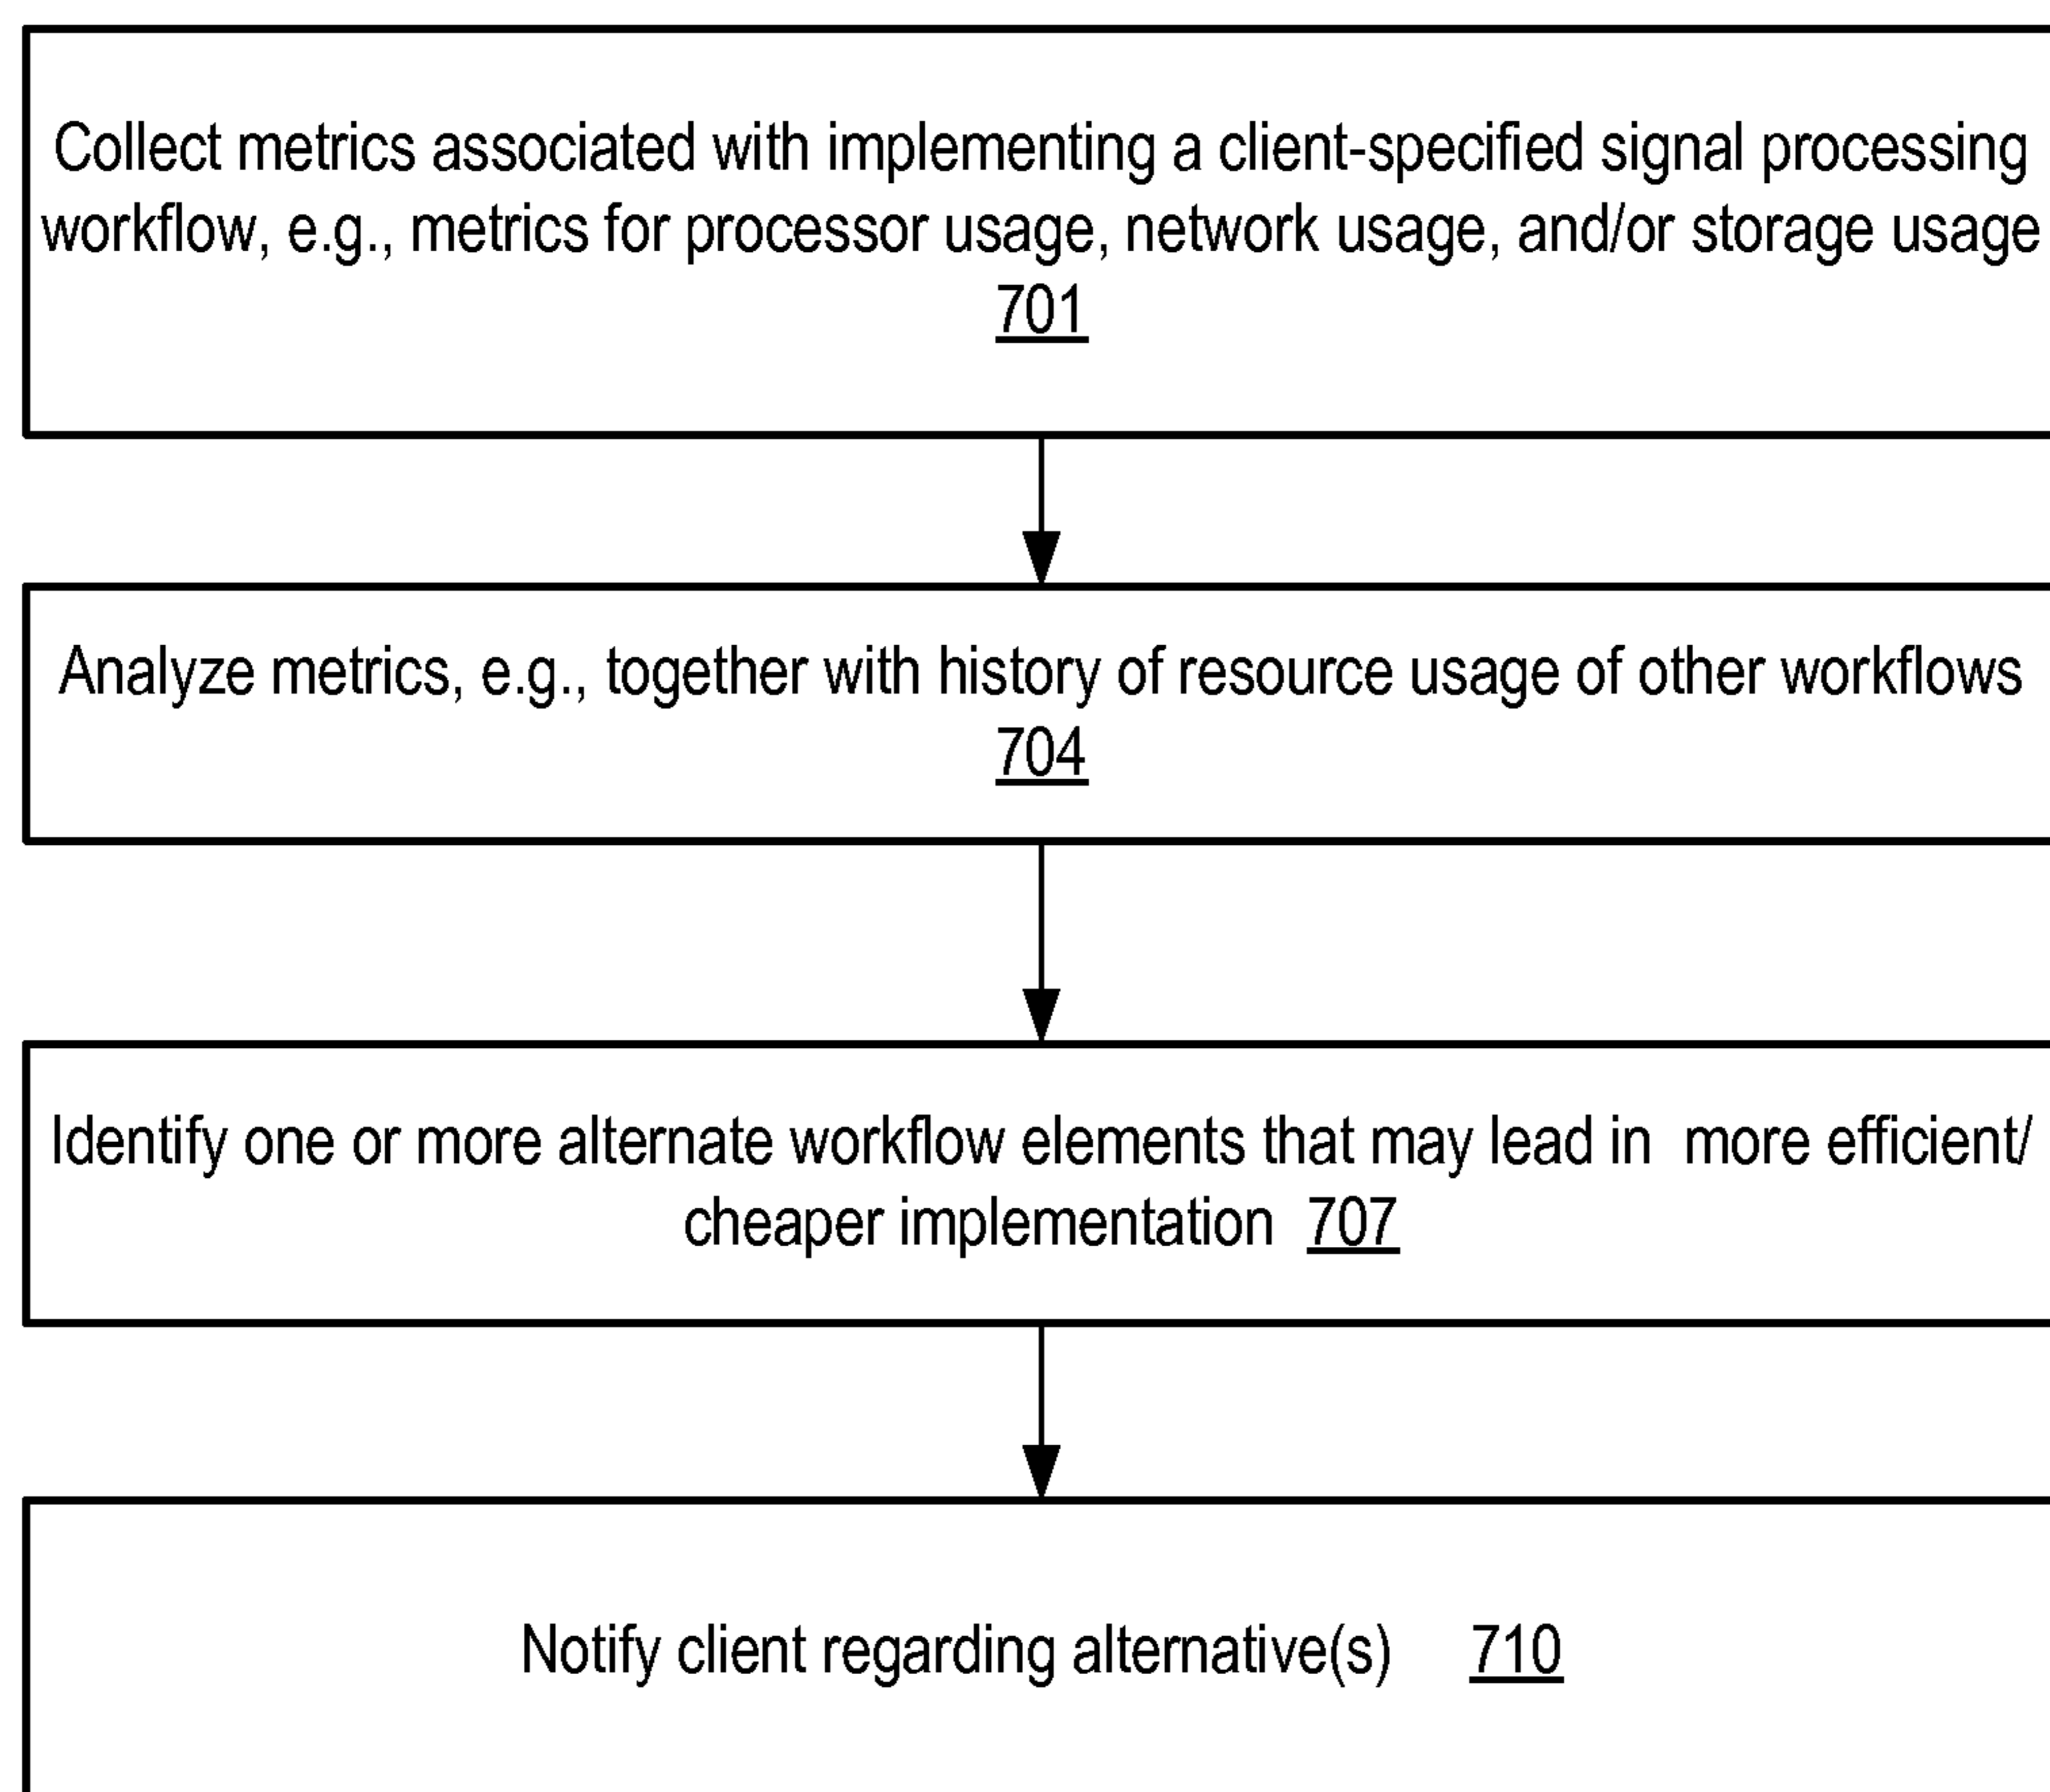 Collect metrics associated with implementing a client-specified signal processing
workflow, e.g., metrics for processor usage, network usage, and/or storage usage
701
Analyze metrics, e.g., together with history of resource usage of other workflows
704
Identify one or more alternate workflow elements that may lead in  more efficient/
cheaper implementation 707
Notify client regarding alternative(s) 710